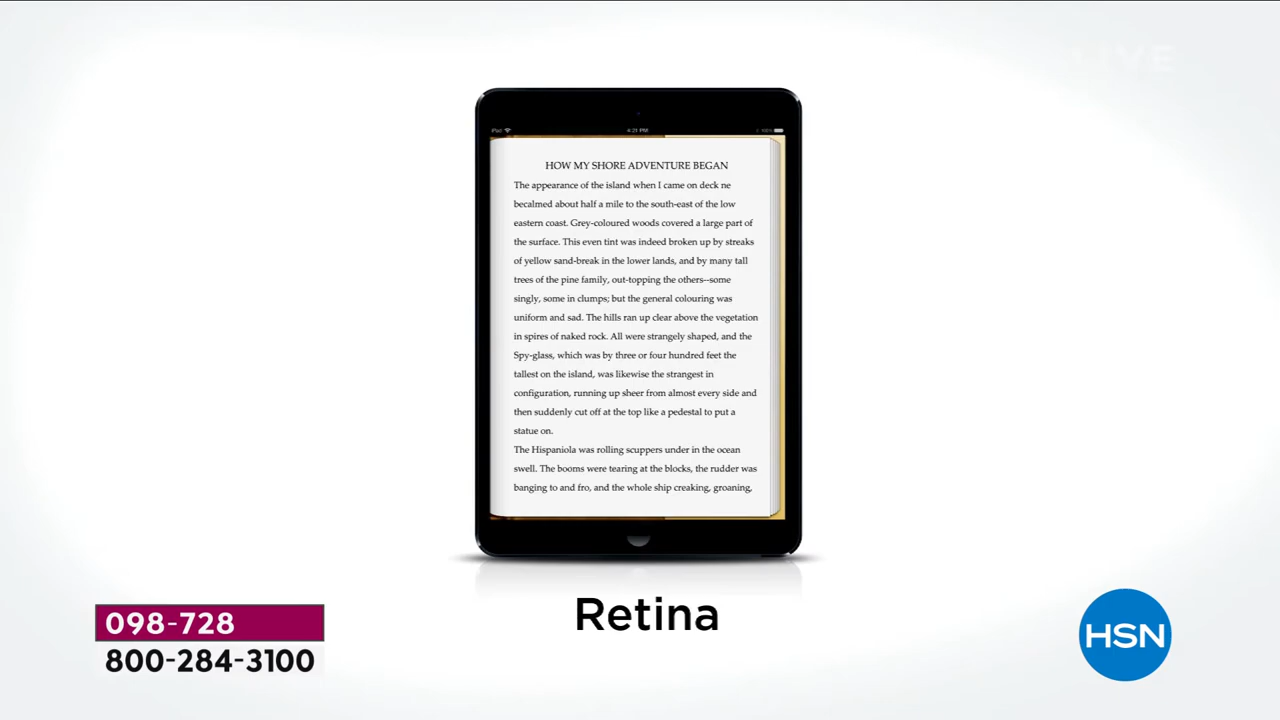 LIVE
iPad
4:21 PM
HOW MY SHORE ADVENTURE BEGAN
The appearance of the island when I came on deck ne
becalmed about half a mile to the south-east of the low
eastern coast. Grey-coloured woods covered a large part of
the surface. This even tint was indeed broken up by streaks
of yellow sand-break in the lower lands, and by many tall
trees of the pine family, out-topping the others--some
singly, some in clumps; but the general colouring was
uniform and sad. The hills ran up clear above the vegetation
in spires of naked rock. All were strangely shaped, and the
Spy-glass, which was by three or four hundred feet the
tallest on the island, was likewise the strangest in
configuration, running up sheer from almost every side and
then suddenly cut off at the top like a pedestal to put a
statue on.
The Hispaniola was rolling scuppers under in the ocean
swell. The booms were tearing at the blocks, the rudder was
banging to and fro, and the whole ship creaking, groaning,
Retina
098-728
800-284-3100
HSN